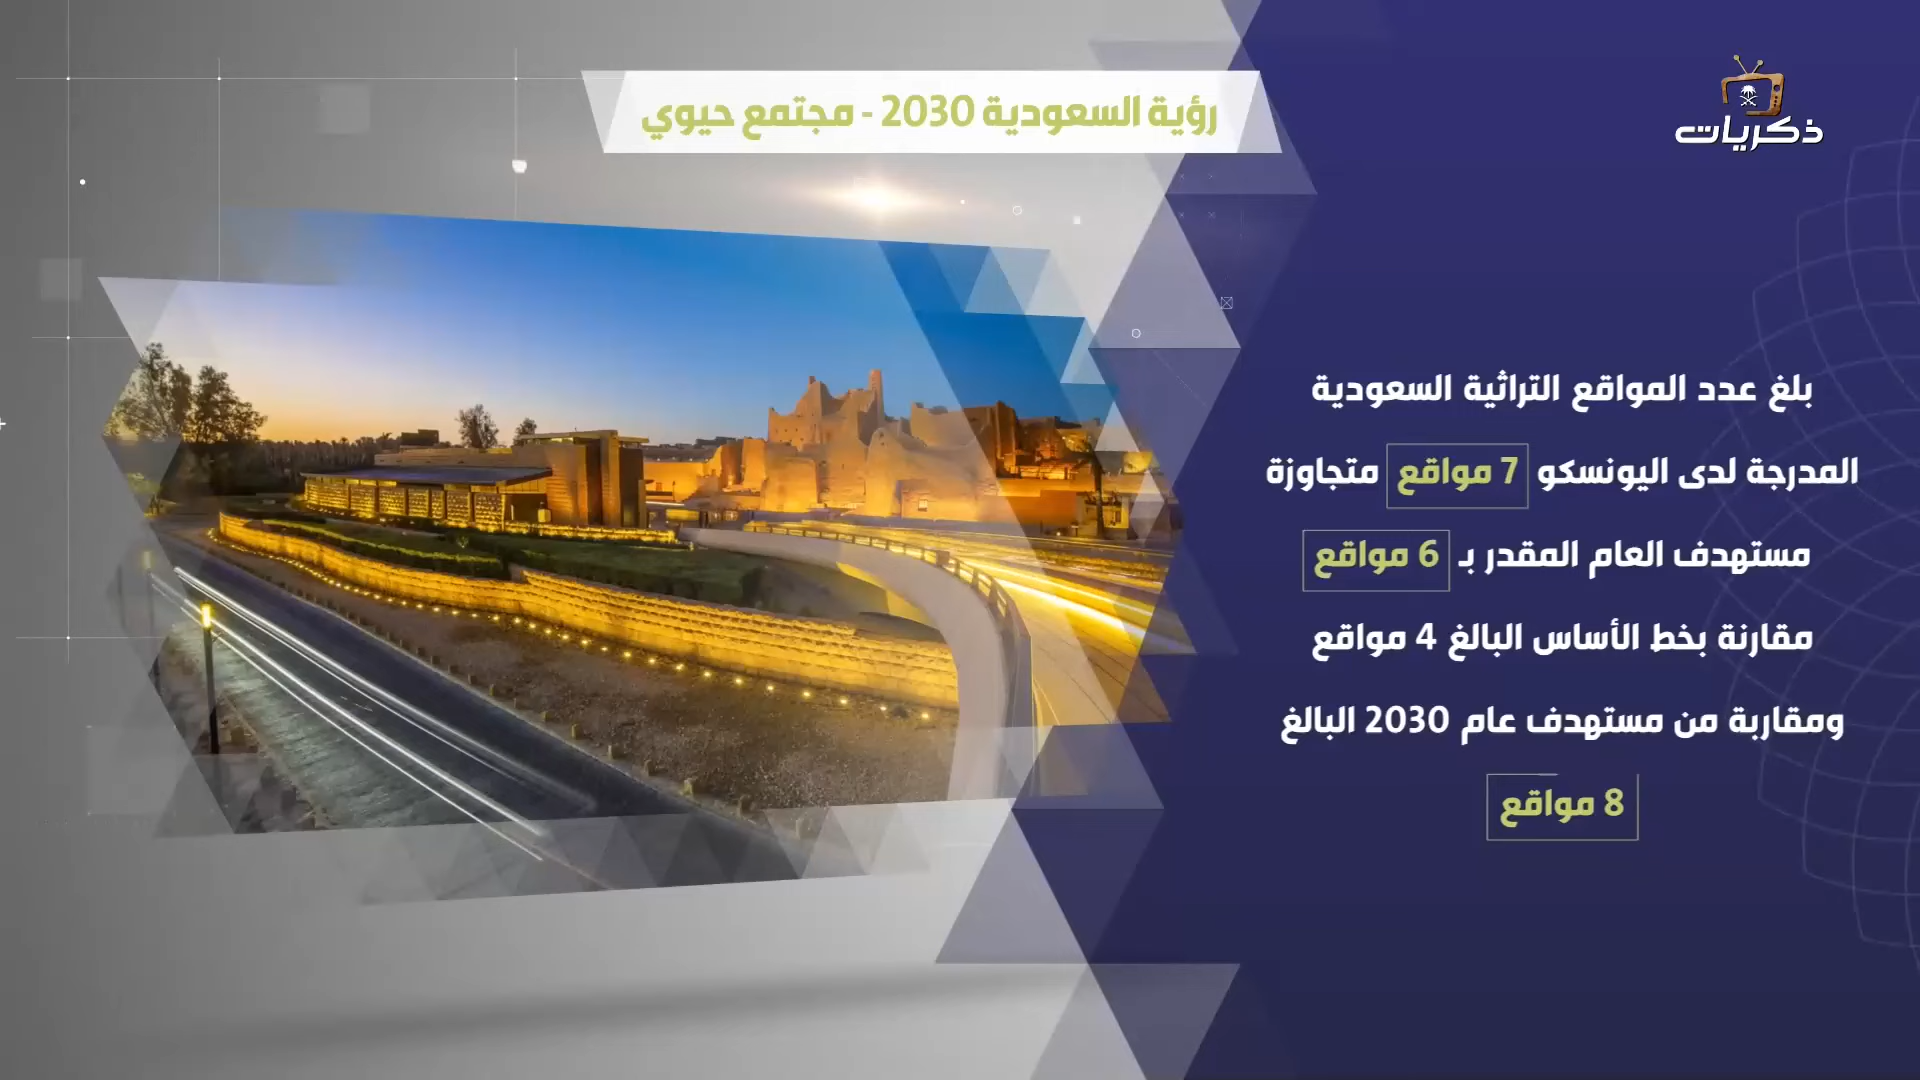 ذكريات
رؤية السعودية 2030 - مجتمع حيوي
بلغ عدد المواقع التراثية السعودية
المدرجة لدى اليونسكو 7 مواقع متجاوزة
مستهدف العام المقدر بـ 6 مواقع
مقارنة بخط الأساس البالغ 4 مواقع
ومقاربة من مستهدف عام 2030 البالغ
8 مواقع